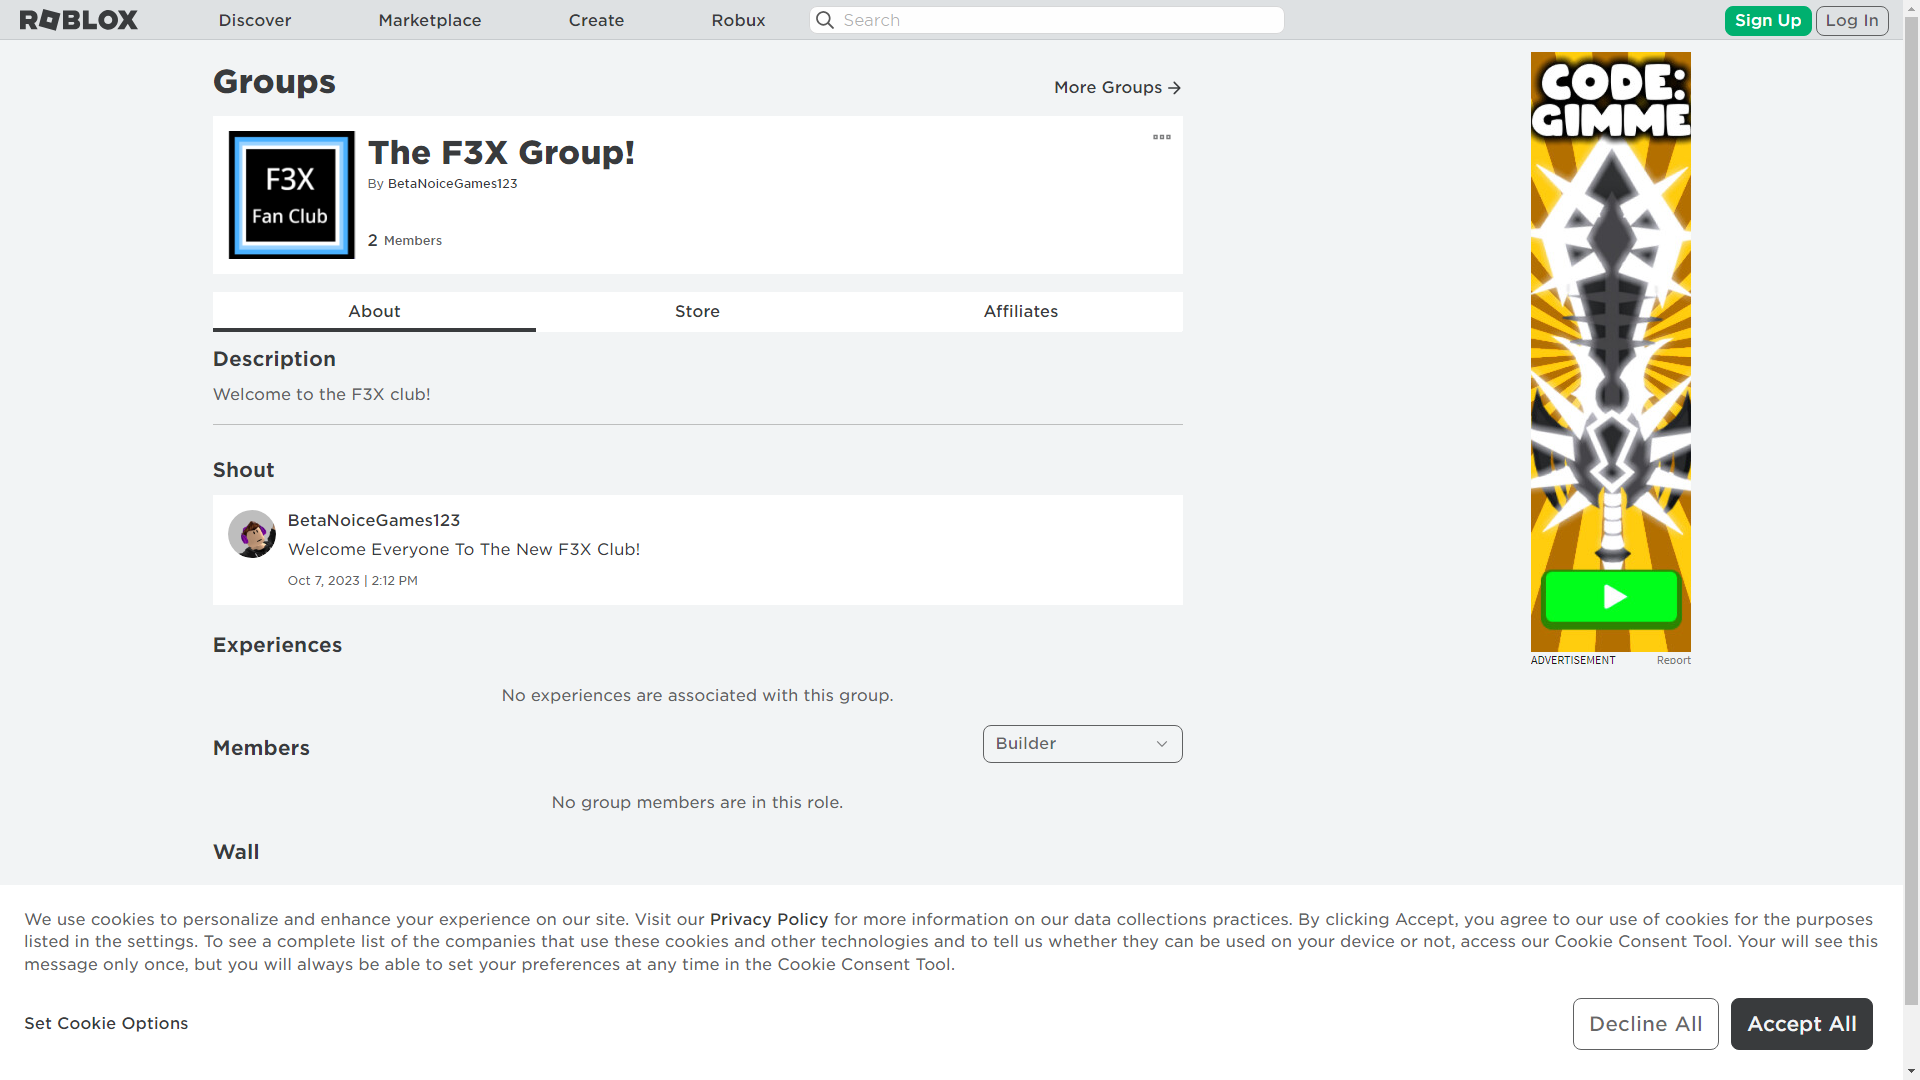 ROBLOX
Discover
Marketplace
Create
Robux
Search
Sign Up
Log In
Groups
More Groups
F3X
Fan Club
The F3X Group!
By BetaNoiceGames123
2 Members
About
Store
Affiliates
Description
Welcome to the F3X club!
Shout
BetaNoiceGames123
Welcome Everyone To The New F3X Club!
Oct 7, 2023 | 2:12 PM
Experiences
No experiences are associated with this group.
Members
Builder
No group members are in this role.
Wall
CODE:
GIMME
ADVERTISEMENT
Report
We use cookies to personalize and enhance your experience on our site. Visit our Privacy Policy for more information on our data collections practices. By clicking Accept, you agree to our use of cookies for the purposes
listed in the settings. To see a complete list of the companies that use these cookies and other technologies and to tell us whether they can be used on your device or not, access our Cookie Consent Tool. Your will see this
message only once, but you will always be able to set your preferences at any time in the Cookie Consent Tool.
Set Cookie Options
Decline All
Accept All